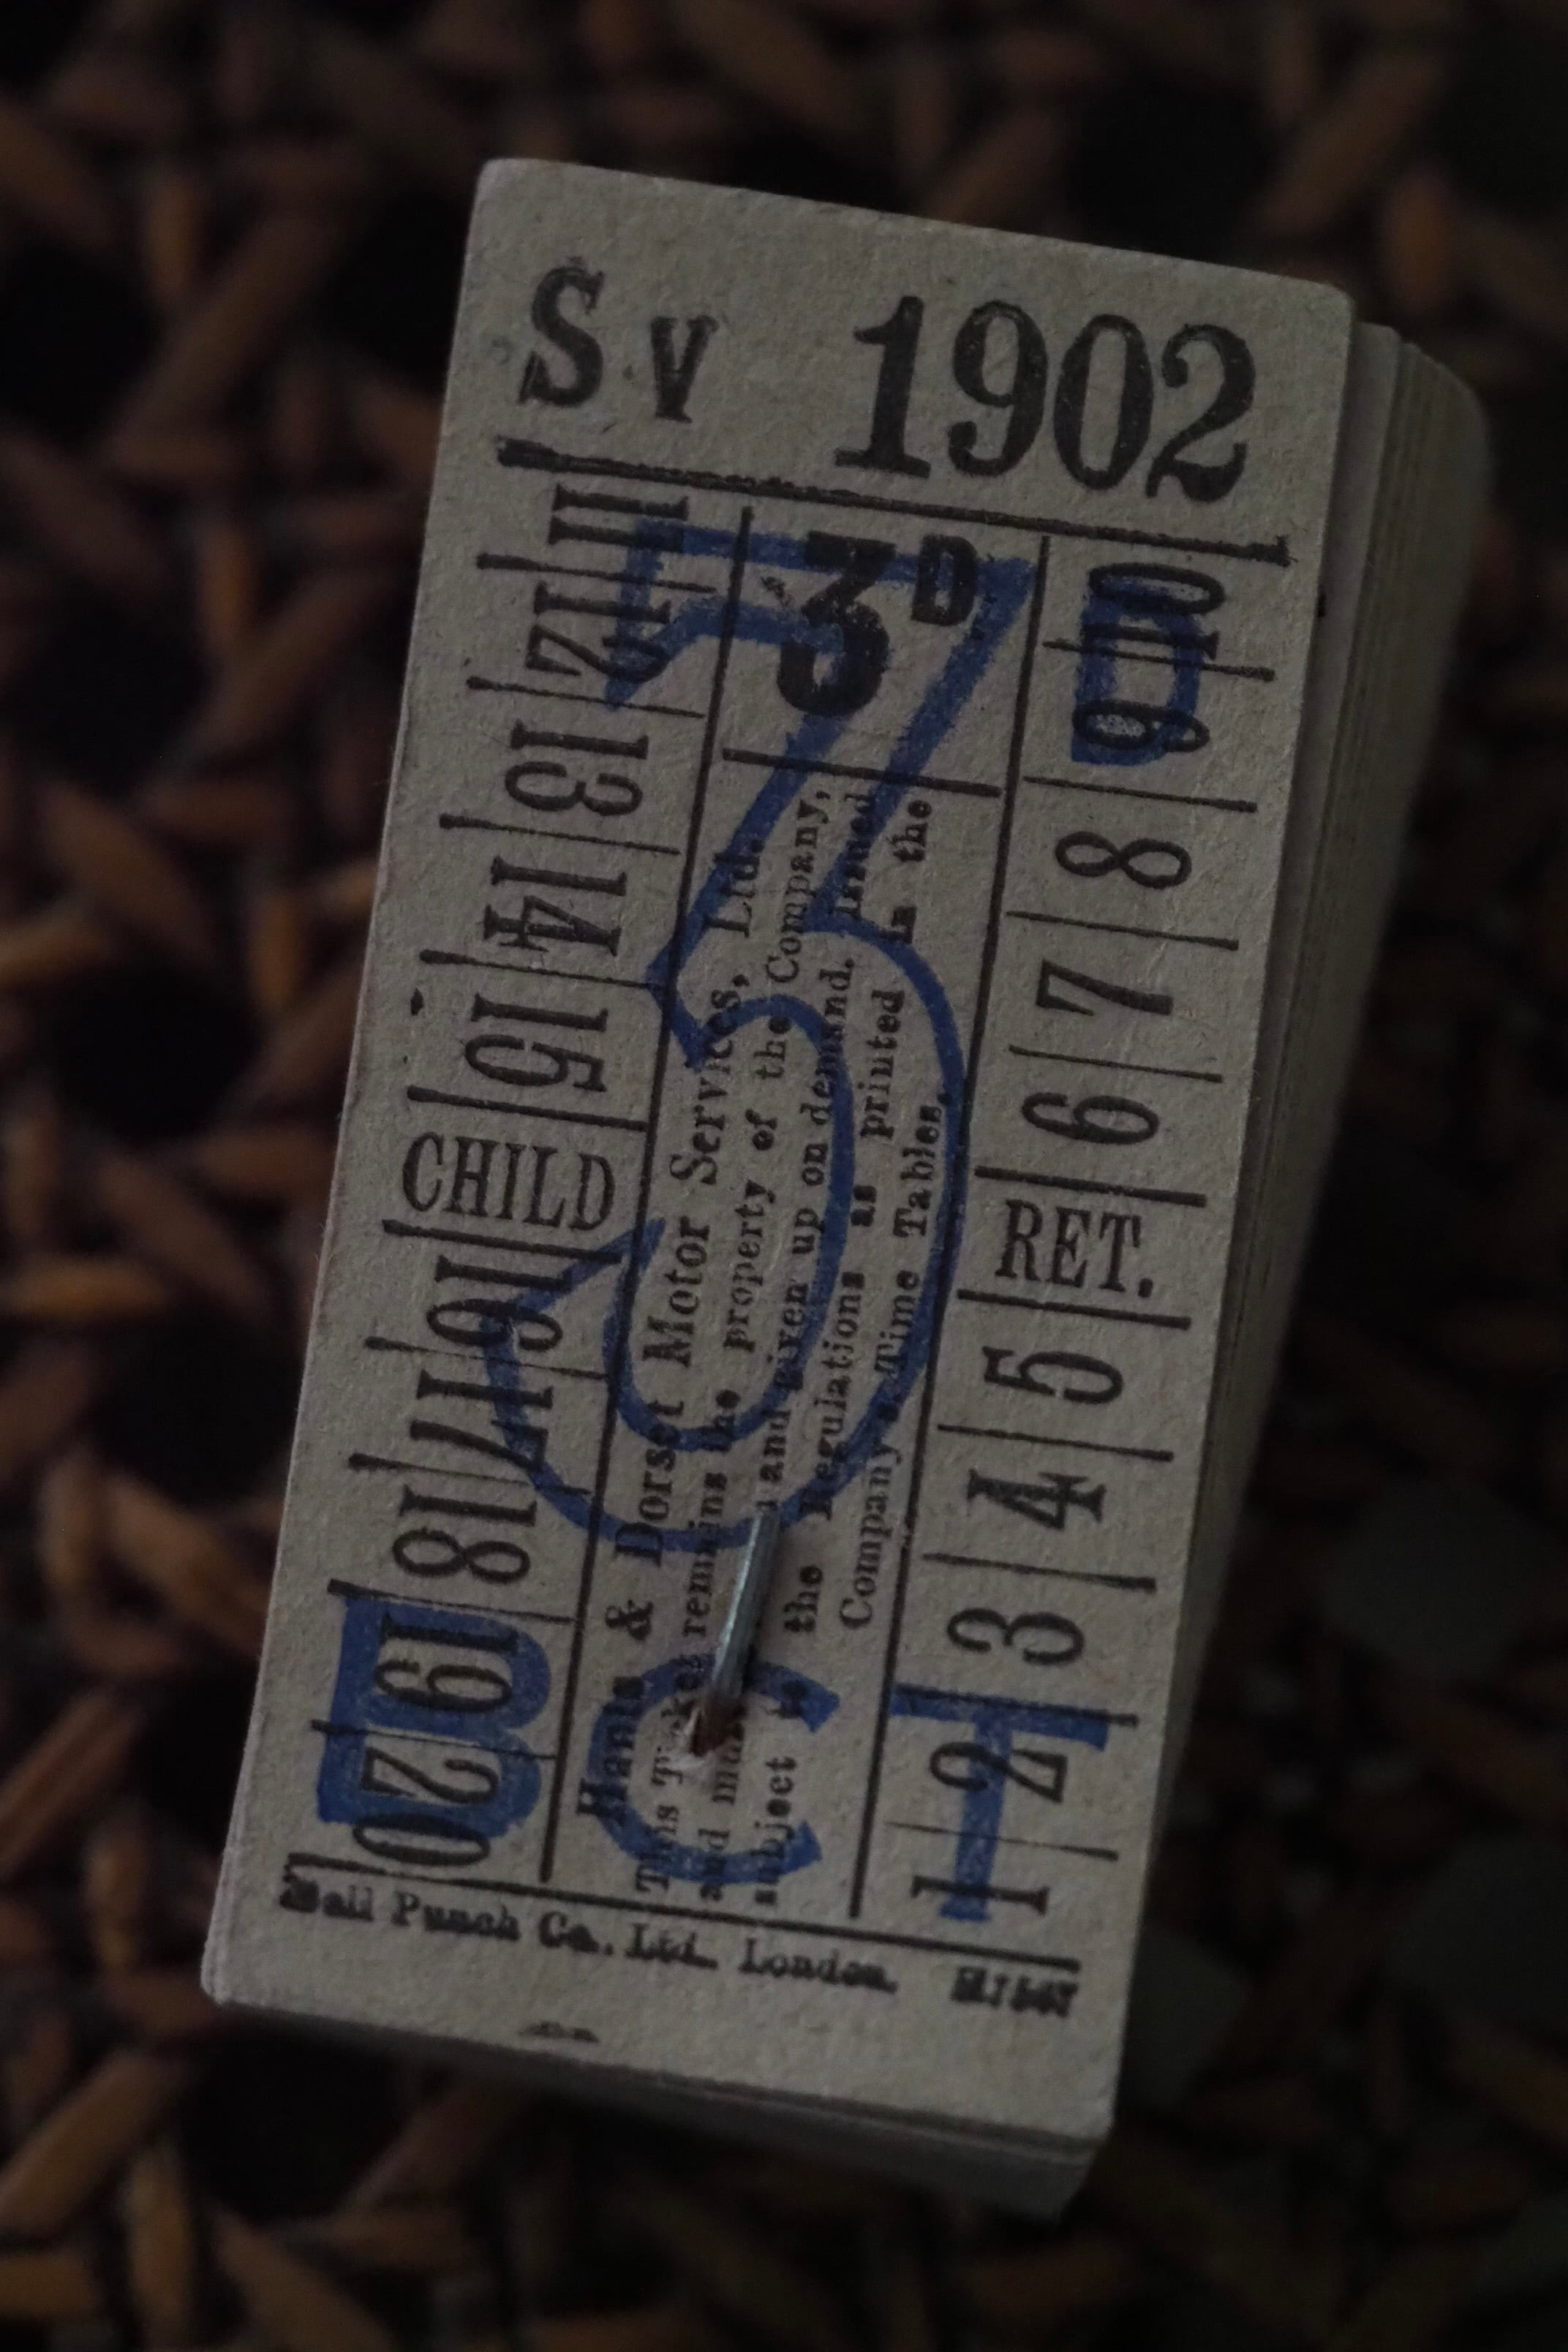 Sv 1902
11
12
13
14
15
CHILD
16
17
18
19
20
3D
3
D
B
C
T
Hants & Dorset Motor Services, Ltd.
This Ticket remains the property of the Company,
and must and given up on demand. Issued
subject to the Regulations as printed in the
Company's Time Tables.
10
9
8
7
6
RET.
5
4
3
2
1
Bell Punch Co. Ltd. London.